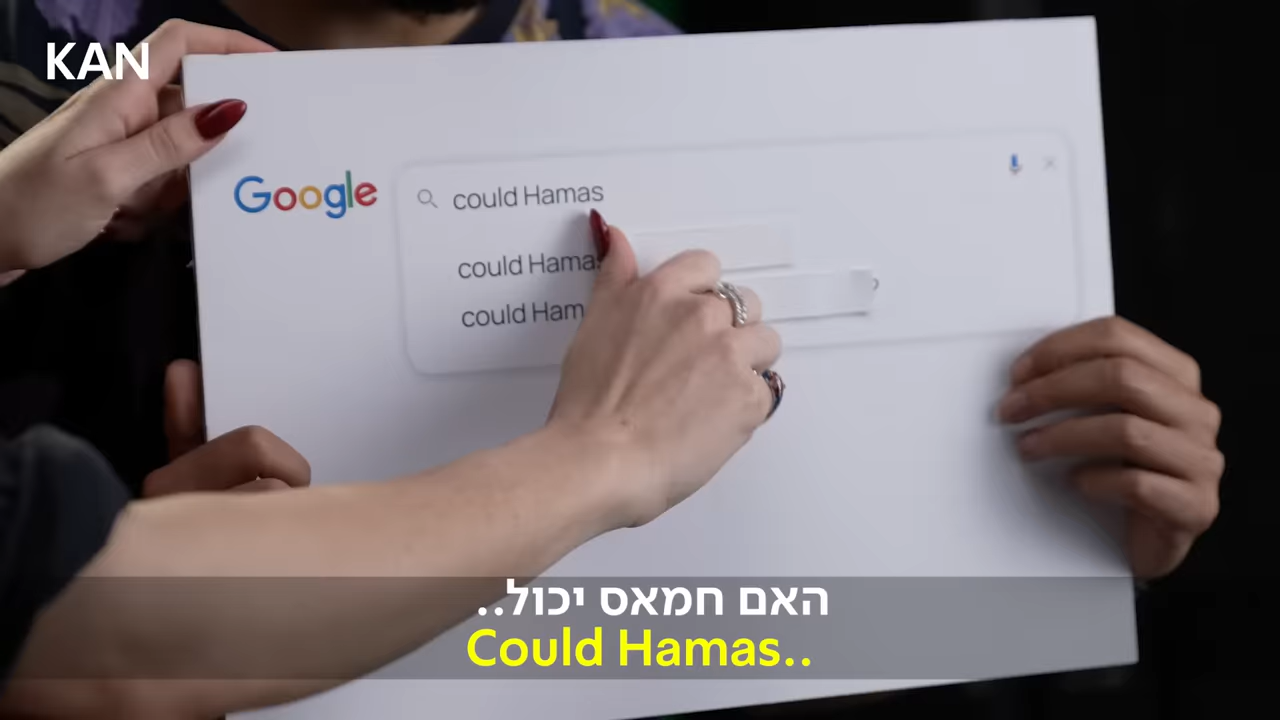 KAN
Google
could Hamas
could Hamas
could Ham
האם חמאס יכול..
Could Hamas..